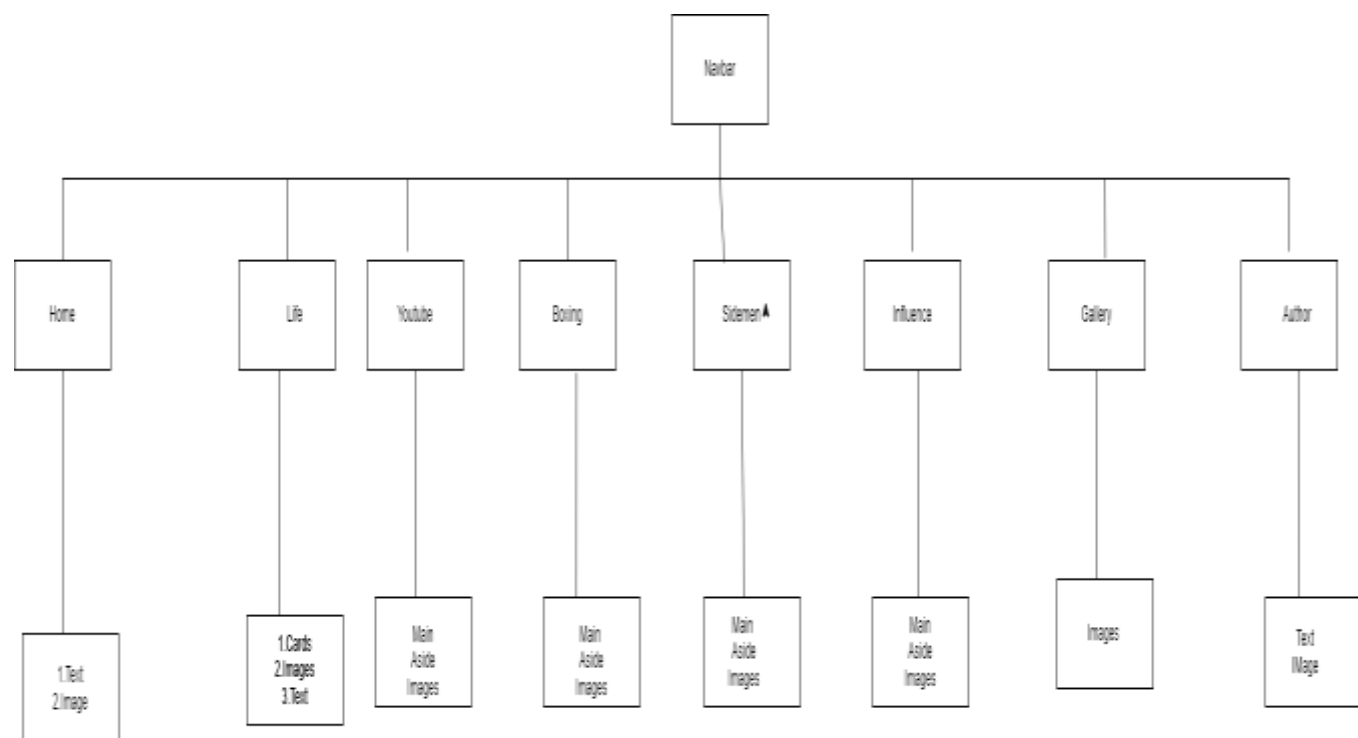 Navbar
Home
Life
Youtube
Boxing
Sidemen
Influence
Gallery
Author
1.Text
2.Image
1.Cards
2.Images
3.Text
Main
Aside
Images
Main
Aside
Images
Main
Aside
Images
Main
Aside
Images
Images
Text
IMage